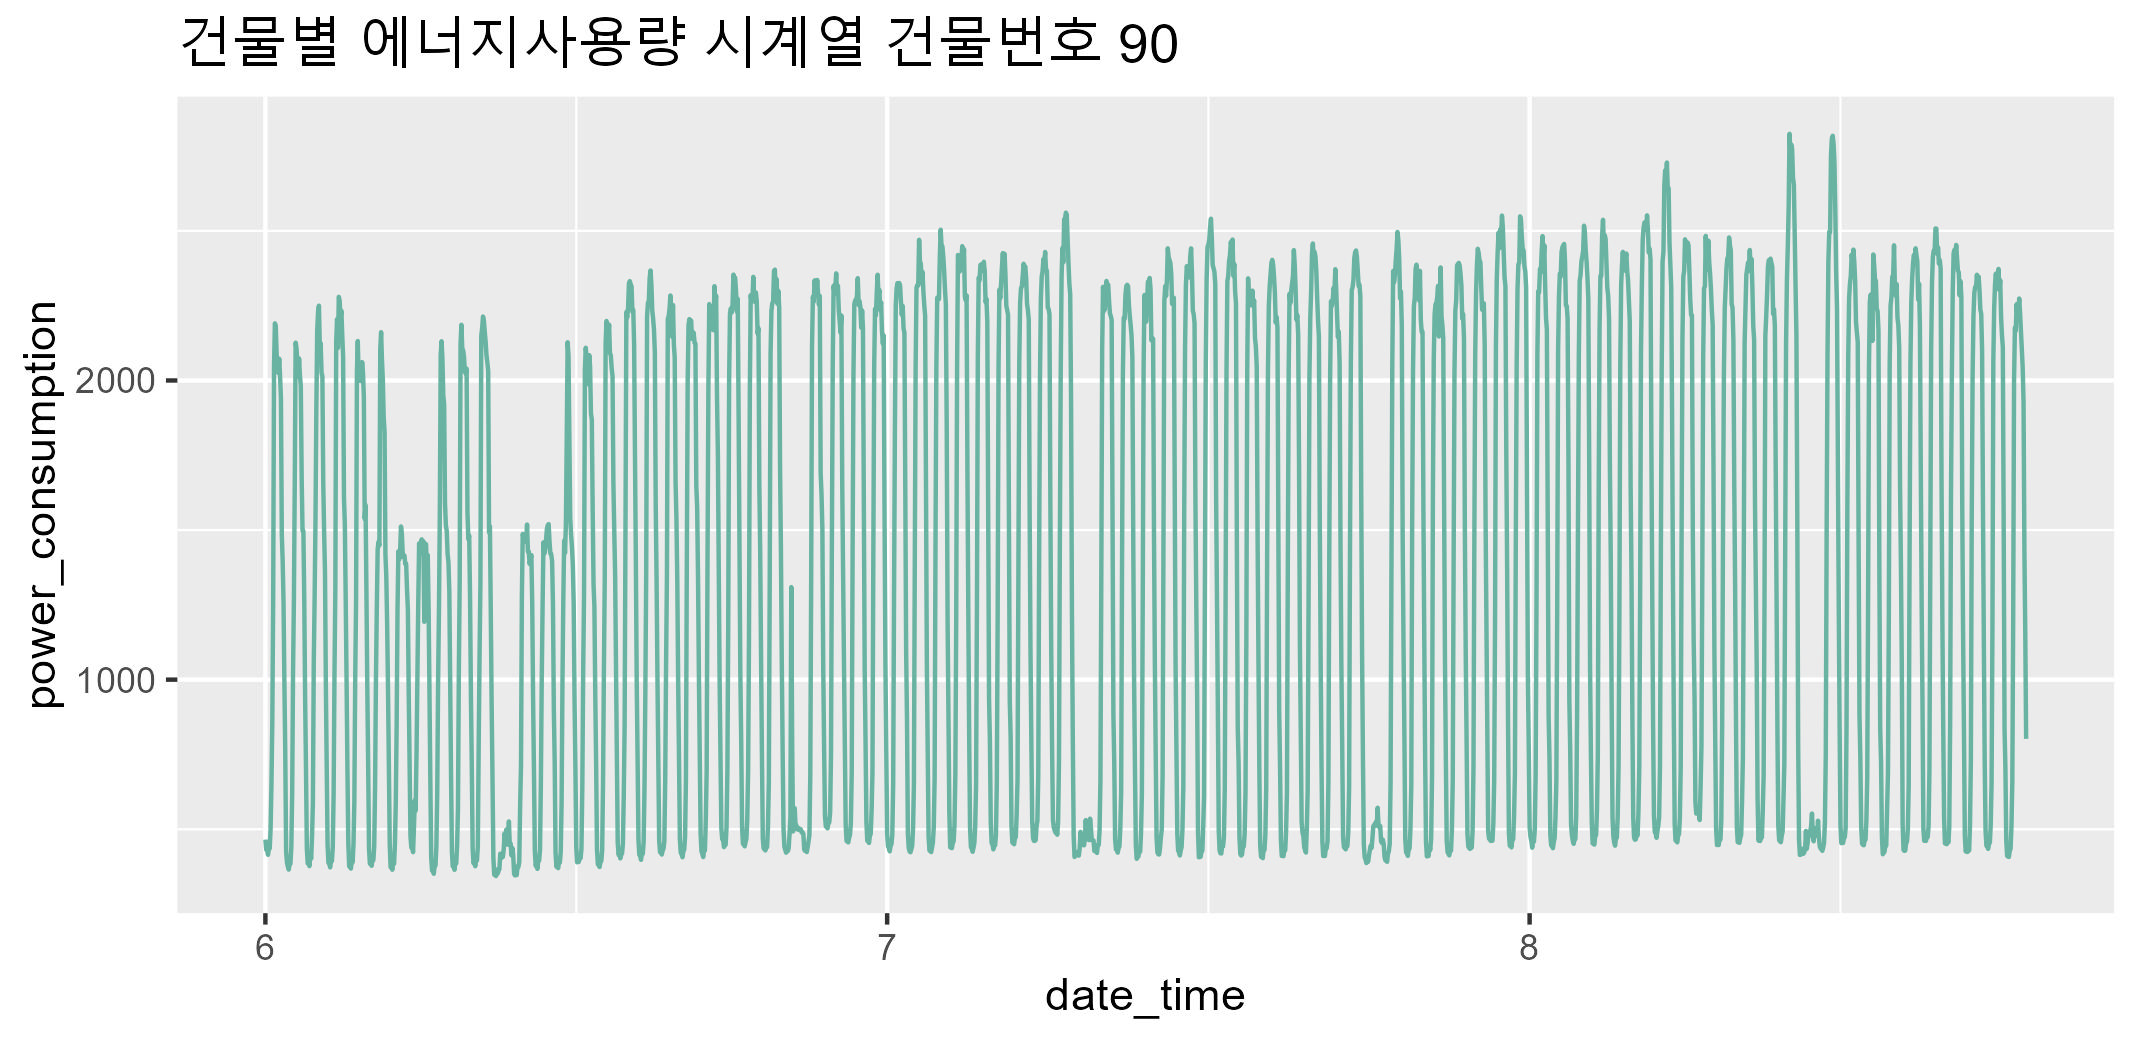 건물별 에너지사용량 시계열 건물번호 90
power_consumption
2000
1000
6
7
8
date_time